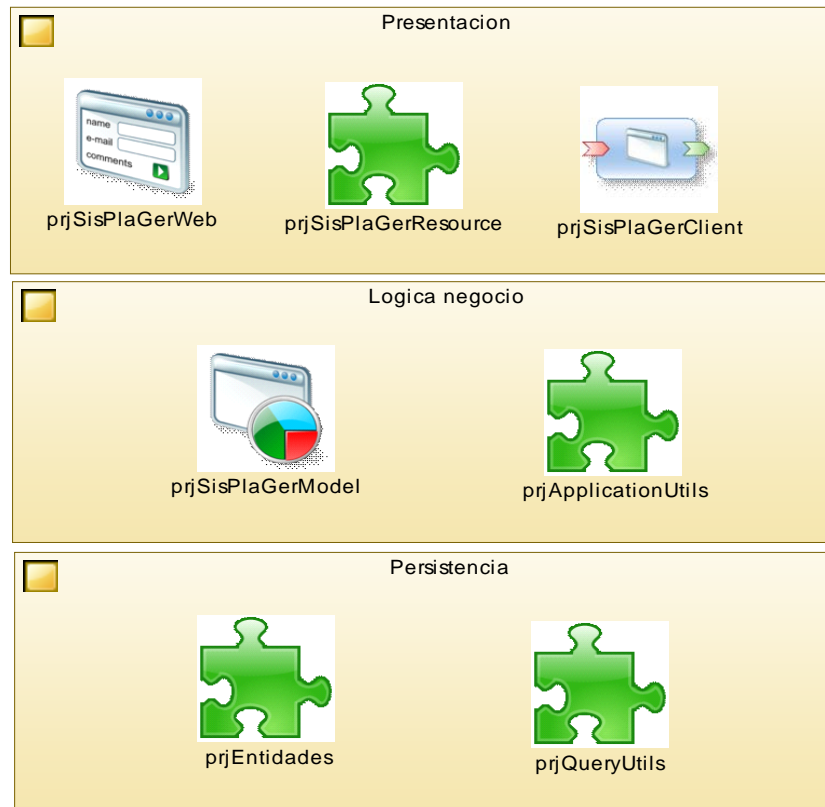 Presentacion
name
e-mail
comments
prjSisPlaGerWeb
prjSisPlaGerResource
prjSisPlaGerClient
Logica negocio
prjSisPlaGerModel
prjApplicationUtils
Persistencia
prjEntidades
prjQueryUtils